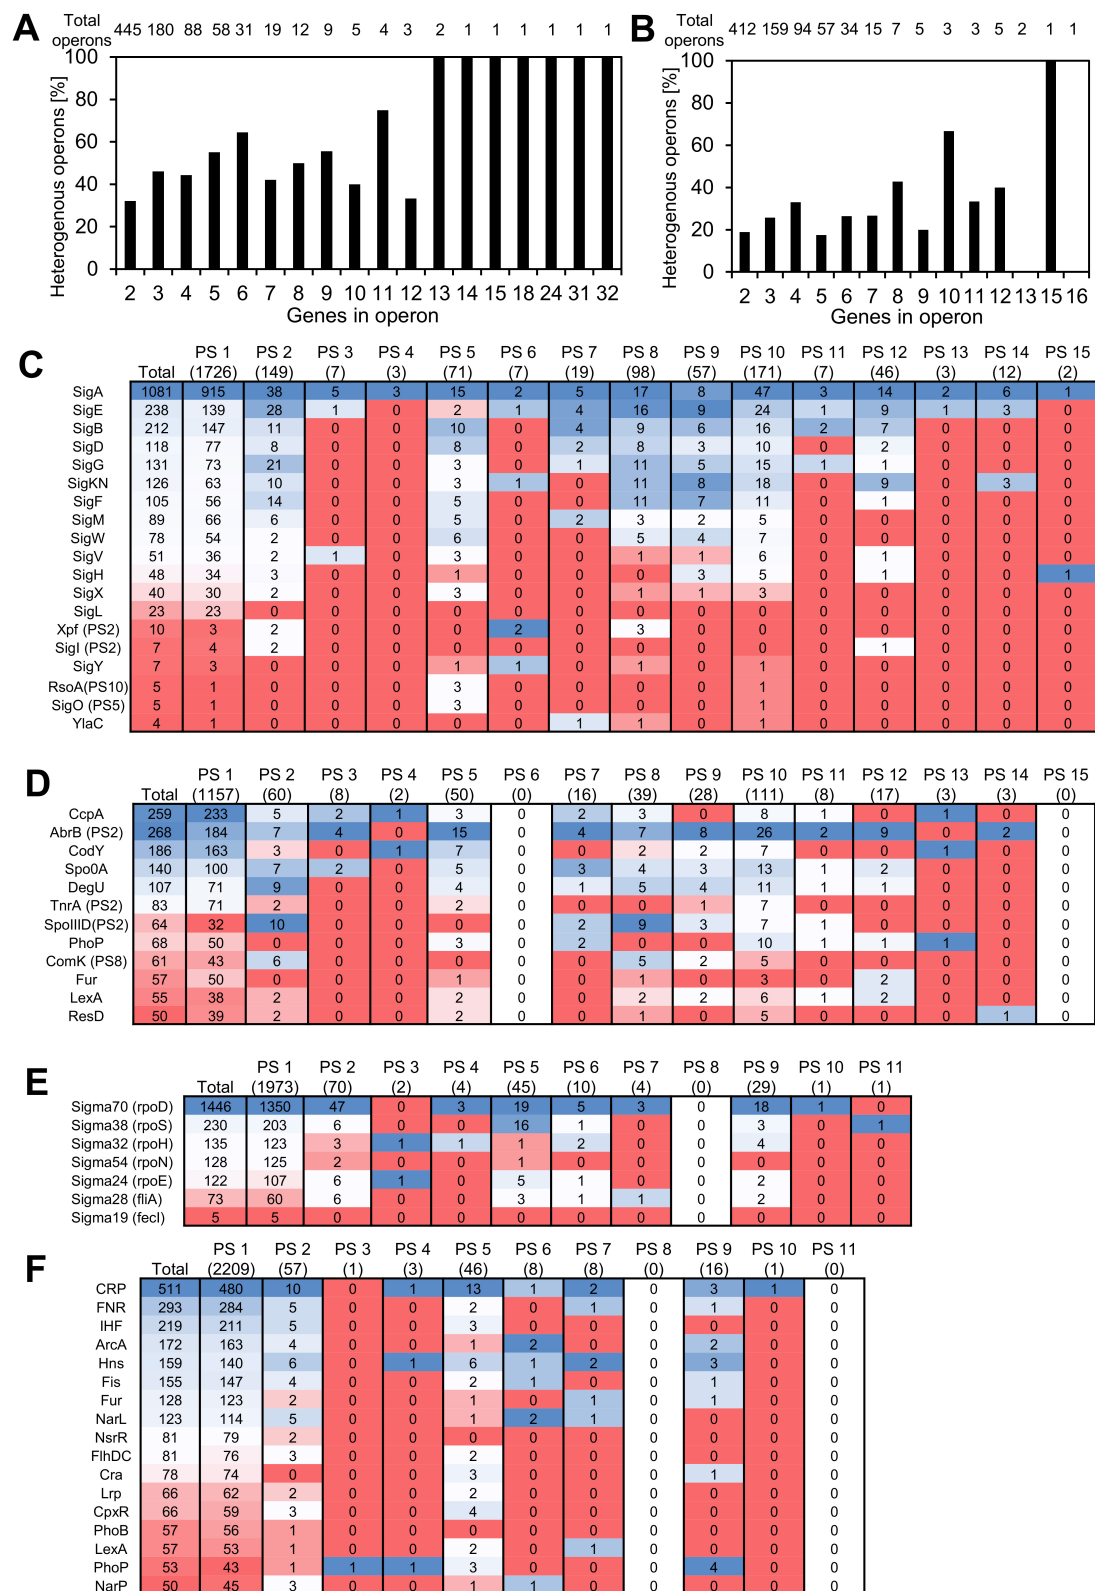 A
Total operons 445 180 88 58 31 19 12 9 5 4 3 2 1 1 1 1 1 1
Heterogenous operons [%]
100
80
60
40
20
0
2 3 4 5 6 7 8 9 10 11 12 13 14 15 18 24 31 32
Genes in operon
B
Total operons 412 159 94 57 34 15 7 5 3 3 5 2 1 1
Heterogenous operons [%]
100
80
60
40
20
0
2 3 4 5 6 7 8 9 10 11 12 13 15 16
Genes in operon
C
PS 1 PS 2 PS 3 PS 4 PS 5 PS 6 PS 7 PS 8 PS 9 PS 10 PS 11 PS 12 PS 13 PS 14 PS 15
Total (1726) (149) (7) (3) (71) (7) (19) (98) (57) (171) (7) (46) (3) (12) (2)
SigA 1081 915 38 5 3 15 2 5 17 8 47 3 14 2 6 1
SigE 238 139 28 1 0 2 1 4 16 9 24 1 9 1 3 0
SigB 212 147 11 0 0 10 0 4 9 6 16 2 7 0 0 0
SigD 118 77 8 0 0 8 0 2 8 3 10 0 2 0 0 0
SigG 131 73 21 0 0 3 0 1 11 5 15 1 1 0 0 0
SigKN 126 63 10 0 0 3 1 0 11 8 18 0 9 0 3 0
SigF 105 56 14 0 0 5 0 0 11 7 11 0 1 0 0 0
SigM 89 66 6 0 0 5 0 2 3 2 5 0 0 0 0 0
SigW 78 54 2 0 0 6 0 0 5 4 7 0 0 0 0 0
SigV 51 36 2 1 0 3 0 0 1 1 6 0 1 0 0 0
SigH 48 34 3 0 0 1 0 0 0 3 5 0 1 0 0 1
SigX 40 30 2 0 0 3 0 0 1 1 3 0 0 0 0 0
SigL 23 23 0 0 0 0 0 0 0 0 0 0 0 0 0 0
Xpf (PS2) 10 3 2 0 0 0 2 0 3 0 0 0 0 0 0 0
SigI (PS2) 7 4 2 0 0 0 0 0 0 0 0 0 1 0 0 0
SigY 7 3 0 0 0 1 1 0 1 0 1 0 0 0 0 0
RsoA(PS10) 5 1 0 0 0 3 0 0 0 0 1 0 0 0 0 0
SigO (PS5) 5 1 0 0 0 3 0 0 0 0 1 0 0 0 0 0
YlaC 4 1 0 0 0 0 0 1 1 0 1 0 0 0 0 0
D
PS 1 PS 2 PS 3 PS 4 PS 5 PS 6 PS 7 PS 8 PS 9 PS 10 PS 11 PS 12 PS 13 PS 14 PS 15
Total (1157) (60) (8) (2) (50) (0) (16) (39) (28) (111) (8) (17) (3) (3) (0)
CcpA 259 233 5 2 1 3 0 2 3 0 8 1 0 1 0 0
AbrB (PS2) 268 184 7 4 0 15 0 4 7 8 26 2 9 0 2 0
CodY 186 163 3 0 1 7 0 0 2 2 7 0 0 1 0 0
Spo0A 140 100 7 2 0 5 0 3 4 3 13 1 2 0 0 0
DegU 107 71 9 0 0 4 0 1 5 4 11 1 1 0 0 0
TnrA (PS2) 83 71 2 0 0 2 0 0 0 1 7 0 0 0 0 0
SpoIIID(PS2) 64 32 10 0 0 0 0 2 9 3 7 1 0 0 0 0
PhoP 68 50 0 0 0 3 0 2 0 0 10 1 1 1 0 0
ComK (PS8) 61 43 6 0 0 0 0 0 5 2 5 0 0 0 0 0
Fur 57 50 0 0 0 1 0 0 1 0 3 0 2 0 0 0
LexA 55 38 2 0 0 2 0 0 2 2 6 1 2 0 0 0
ResD 50 39 2 0 0 2 0 0 1 0 5 0 0 0 1 0
E
PS 1 PS 2 PS 3 PS 4 PS 5 PS 6 PS 7 PS 8 PS 9 PS 10 PS 11
Total (1973) (70) (2) (4) (45) (10) (4) (0) (29) (1) (1)
Sigma70 (rpoD) 1446 1350 47 0 3 19 5 3 0 18 1 0
Sigma38 (rpoS) 230 203 6 0 0 16 1 0 0 3 0 1
Sigma32 (rpoH) 135 123 3 1 1 1 2 0 0 4 0 0
Sigma54 (rpoN) 128 125 2 0 0 1 0 0 0 0 0 0
Sigma24 (rpoE) 122 107 6 1 0 5 1 0 0 2 0 0
Sigma28 (fliA) 73 60 6 0 0 3 1 1 0 2 0 0
Sigma19 (fecI) 5 5 0 0 0 0 0 0 0 0 0 0
F
PS 1 PS 2 PS 3 PS 4 PS 5 PS 6 PS 7 PS 8 PS 9 PS 10 PS 11
Total (2209) (57) (1) (3) (46) (8) (8) (0) (16) (1) (0)
CRP 511 480 10 0 1 13 1 2 0 3 1 0
FNR 293 284 5 0 0 2 0 1 0 1 0 0
IHF 219 211 5 0 0 3 0 0 0 0 0 0
ArcA 172 163 4 0 0 1 2 0 0 2 0 0
Hns 159 140 6 0 1 6 1 2 0 3 0 0
Fis 155 147 4 0 0 2 1 0 0 1 0 0
Fur 128 123 2 0 0 1 0 1 0 1 0 0
NarL 123 114 5 0 0 1 2 1 0 0 0 0
NsrR 81 79 2 0 0 0 0 0 0 0 0 0
FlhDC 81 76 3 0 0 2 0 0 0 0 0 0
Cra 78 74 0 0 0 3 0 0 0 1 0 0
Lrp 66 62 2 0 0 2 0 0 0 0 0 0
CpxR 66 59 3 0 0 4 0 0 0 0 0 0
PhoB 57 56 1 0 0 0 0 0 0 0 0 0
LexA 57 53 1 0 0 2 0 1 0 0 0 0
PhoP 53 43 1 1 1 3 0 0 0 4 0 0
NarP 50 45 3 0 0 1 1 0 0 0 0 0